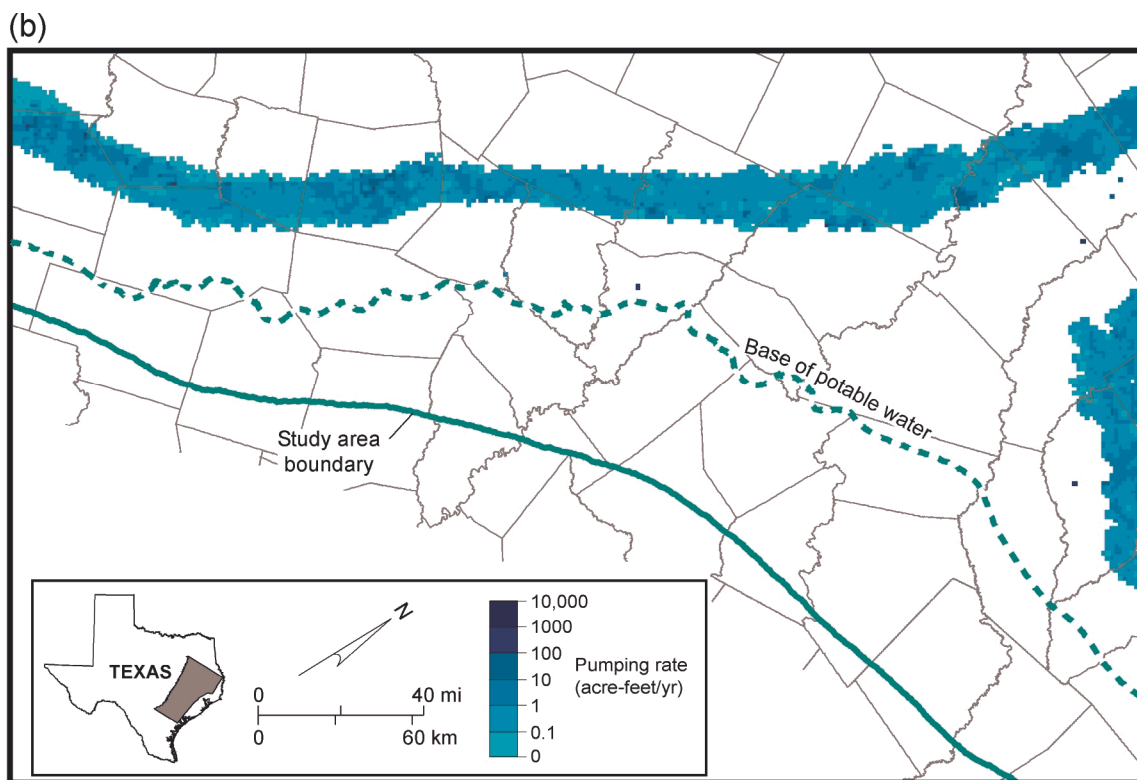 (b)
Base of potable water
Study area
boundary
TEXAS
N
0 40 mi
0 60 km
10,000
1000
100
10
1
0.1
0
Pumping rate
(acre-feet/yr)